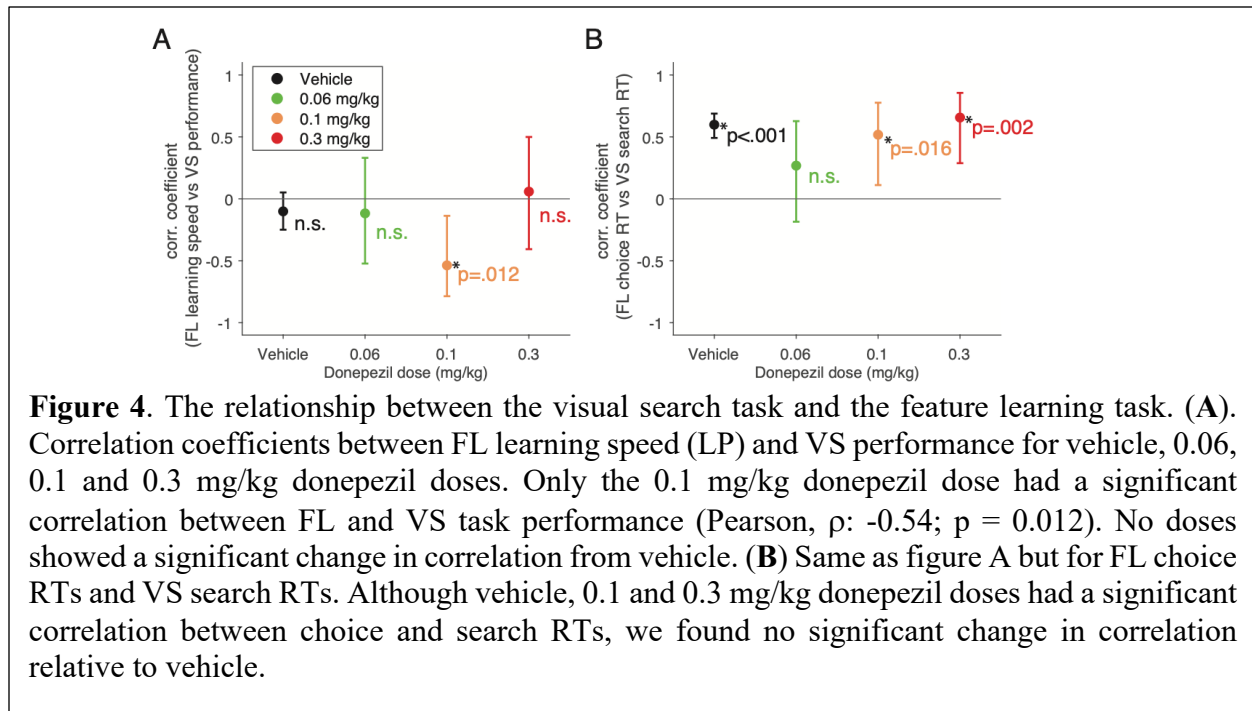 A
B
1
0.5
0
-0.5
-1
corr. coefficient
(FL learning speed vs VS performance)
Vehicle
0.06 mg/kg
0.1 mg/kg
0.3 mg/kg
n.s.
n.s.
*p=.012
n.s.
Vehicle
0.06
0.1
0.3
Donepezil dose (mg/kg)
1
0.5
0
-0.5
-1
corr. coefficient
(FL choice RT vs VS search RT)
*p<.001
n.s.
*p=.016
*p=.002
Vehicle
0.06
0.1
0.3
Donepezil dose (mg/kg)
Figure 4. The relationship between the visual search task and the feature learning task. (A).
Correlation coefficients between FL learning speed (LP) and VS performance for vehicle, 0.06,
0.1 and 0.3 mg/kg donepezil doses. Only the 0.1 mg/kg donepezil dose had a significant
correlation between FL and VS task performance (Pearson, ρ: -0.54; p = 0.012). No doses
showed a significant change in correlation from vehicle. (B) Same as figure A but for FL choice
RTs and VS search RTs. Although vehicle, 0.1 and 0.3 mg/kg donepezil doses had a significant
correlation between choice and search RTs, we found no significant change in correlation
relative to vehicle.